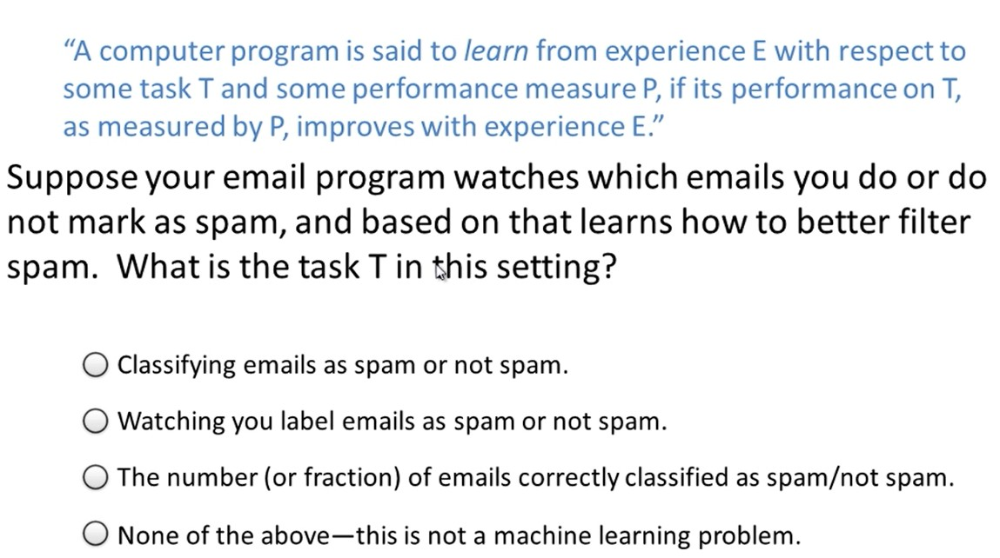 “A computer program is said to learn from experience E with respect to
some task T and some performance measure P, if its performance on T,
as measured by P, improves with experience E.”
Suppose your email program watches which emails you do or do
not mark as spam, and based on that learns how to better filter
spam.  What is the task T in this setting?
Classifying emails as spam or not spam.
Watching you label emails as spam or not spam.
The number (or fraction) of emails correctly classified as spam/not spam.
None of the above—this is not a machine learning problem.